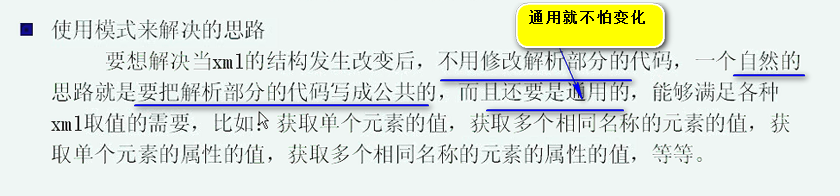 通用就不怕变化
使用模式来解决的思路
要想解决当xml的结构发生改变后,不用修改解析部分的代码,一个自然的
思路就是要把解析部分的代码写成公共的,而且还要是通用的,能够满足各种
xml取值的需要,比如:获取单个元素的值,获取多个相同名称的元素的值,获
取单个元素的属性的值,获取多个相同名称的元素的属性的值,等等。